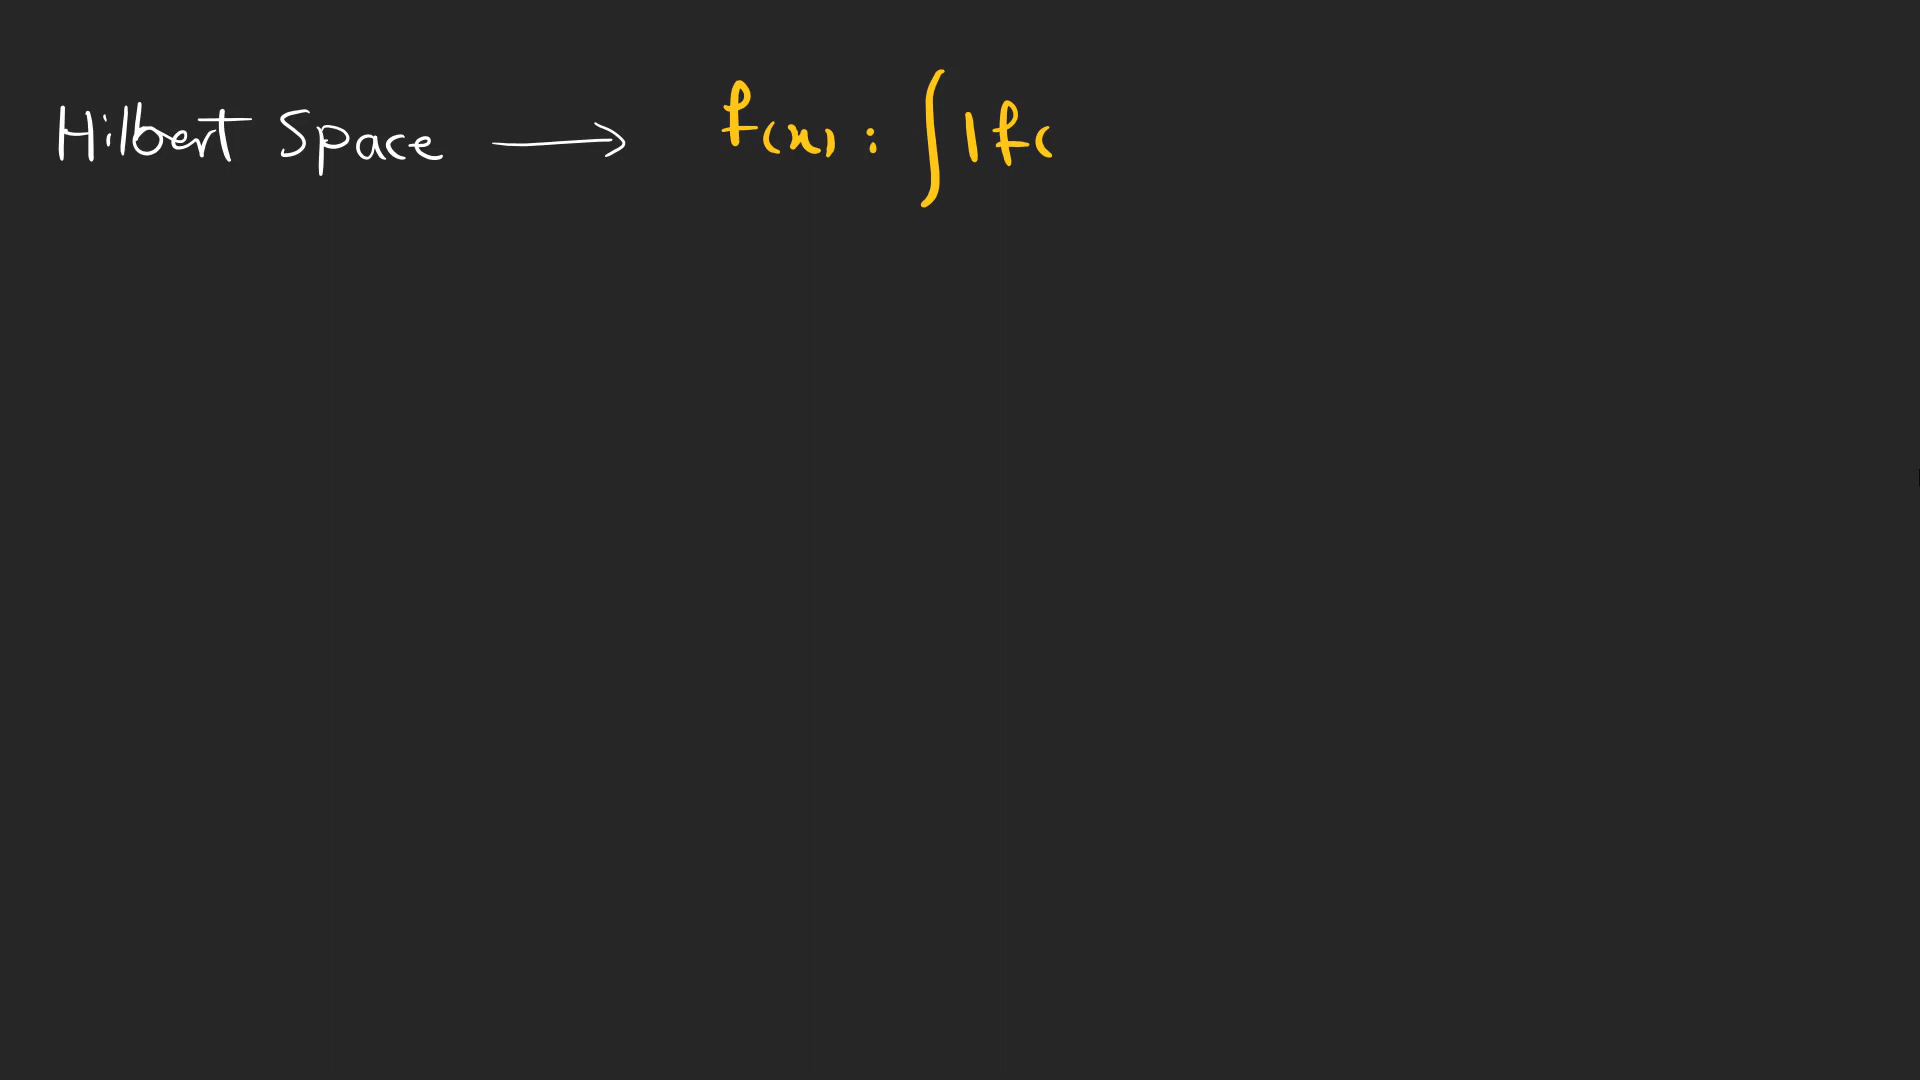 Hilbert Space ⟶ f(x) : ∫ |f(